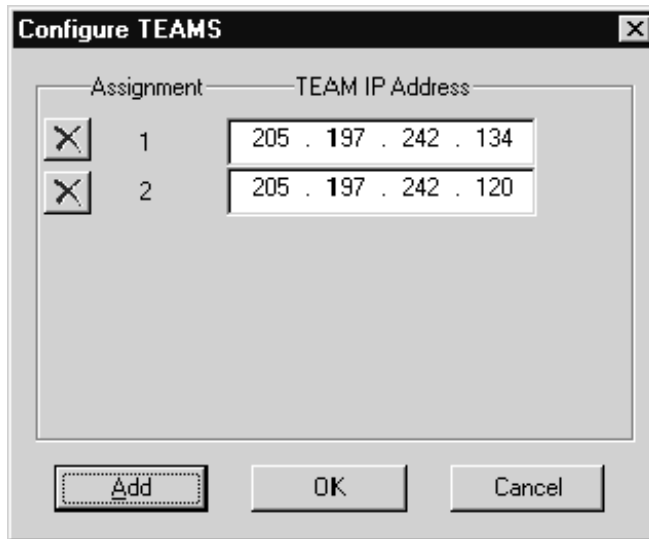 Configure TEAMS
Assignment TEAM IP Address
1 205 . 197 . 242 . 134
2 205 . 197 . 242 . 120
Add OK Cancel